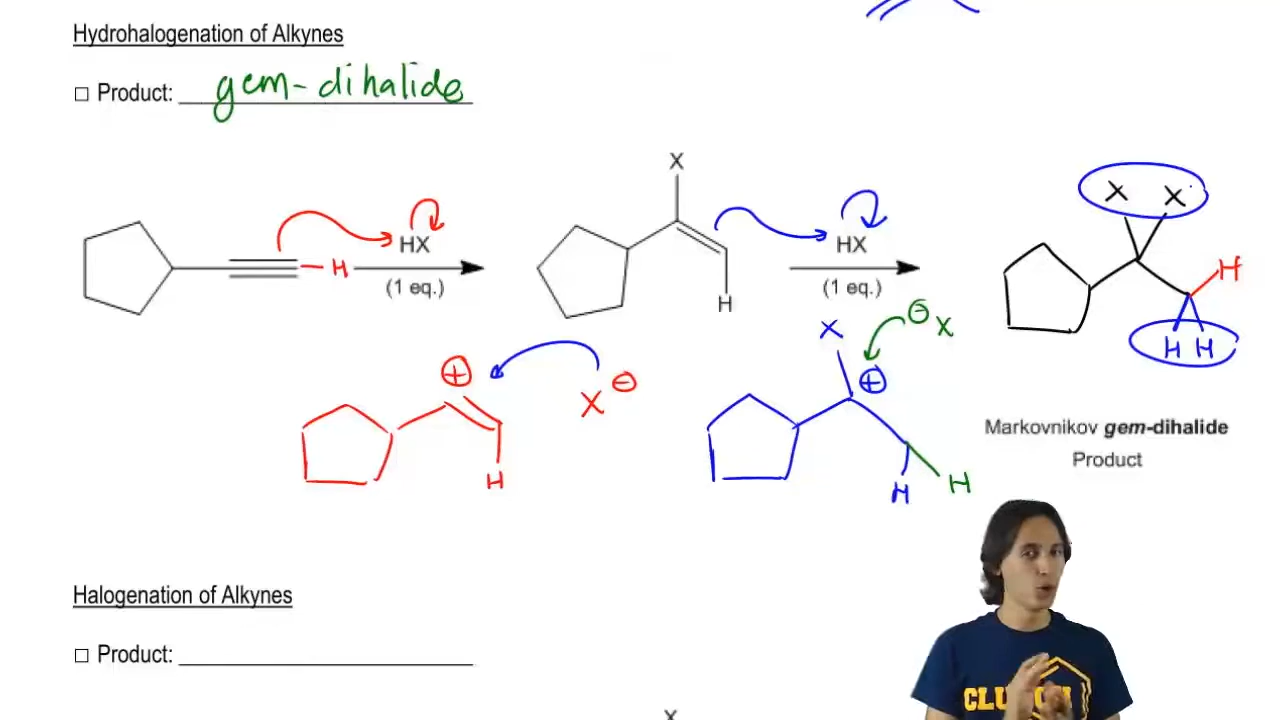 Hydrohalogenation of Alkynes
Product: gem-dihalide
X
X X
HX
HX
H
H
(1 eq.)
(1 eq.)
H
H H
X
⊖ X
⊕
⊕
X ⊖
Markovnikov gem-dihalide
Product
H
H
H
Halogenation of Alkynes
Product:
X